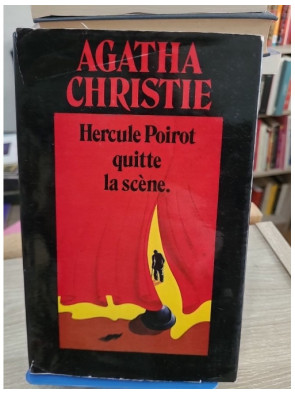 AGATHA
CHRISTIE
Hercule Poirot
quitte
la scène.